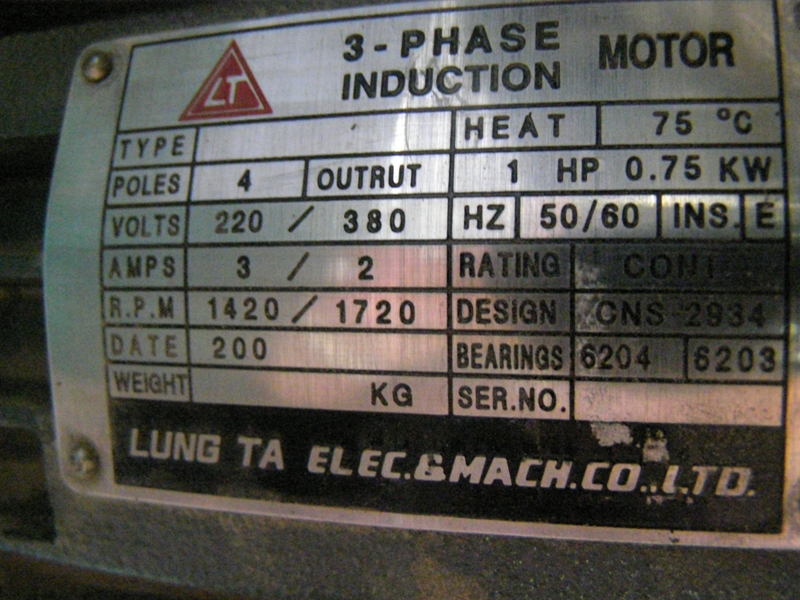 LT
3-PHASE
INDUCTION MOTOR
TYPE HEAT 75 °C
POLES 4 OUTRUT 1 HP 0.75 KW
VOLTS 220 / 380 HZ 50/60 INS. E
AMPS 3 / 2 RATING CONT.
R.P.M 1420 / 1720 DESIGN CNS 2934
DATE 200 BEARINGS 6204 6203
WEIGHT KG SER.NO.
LUNG TA ELEC.&MACH.CO.,LTD.